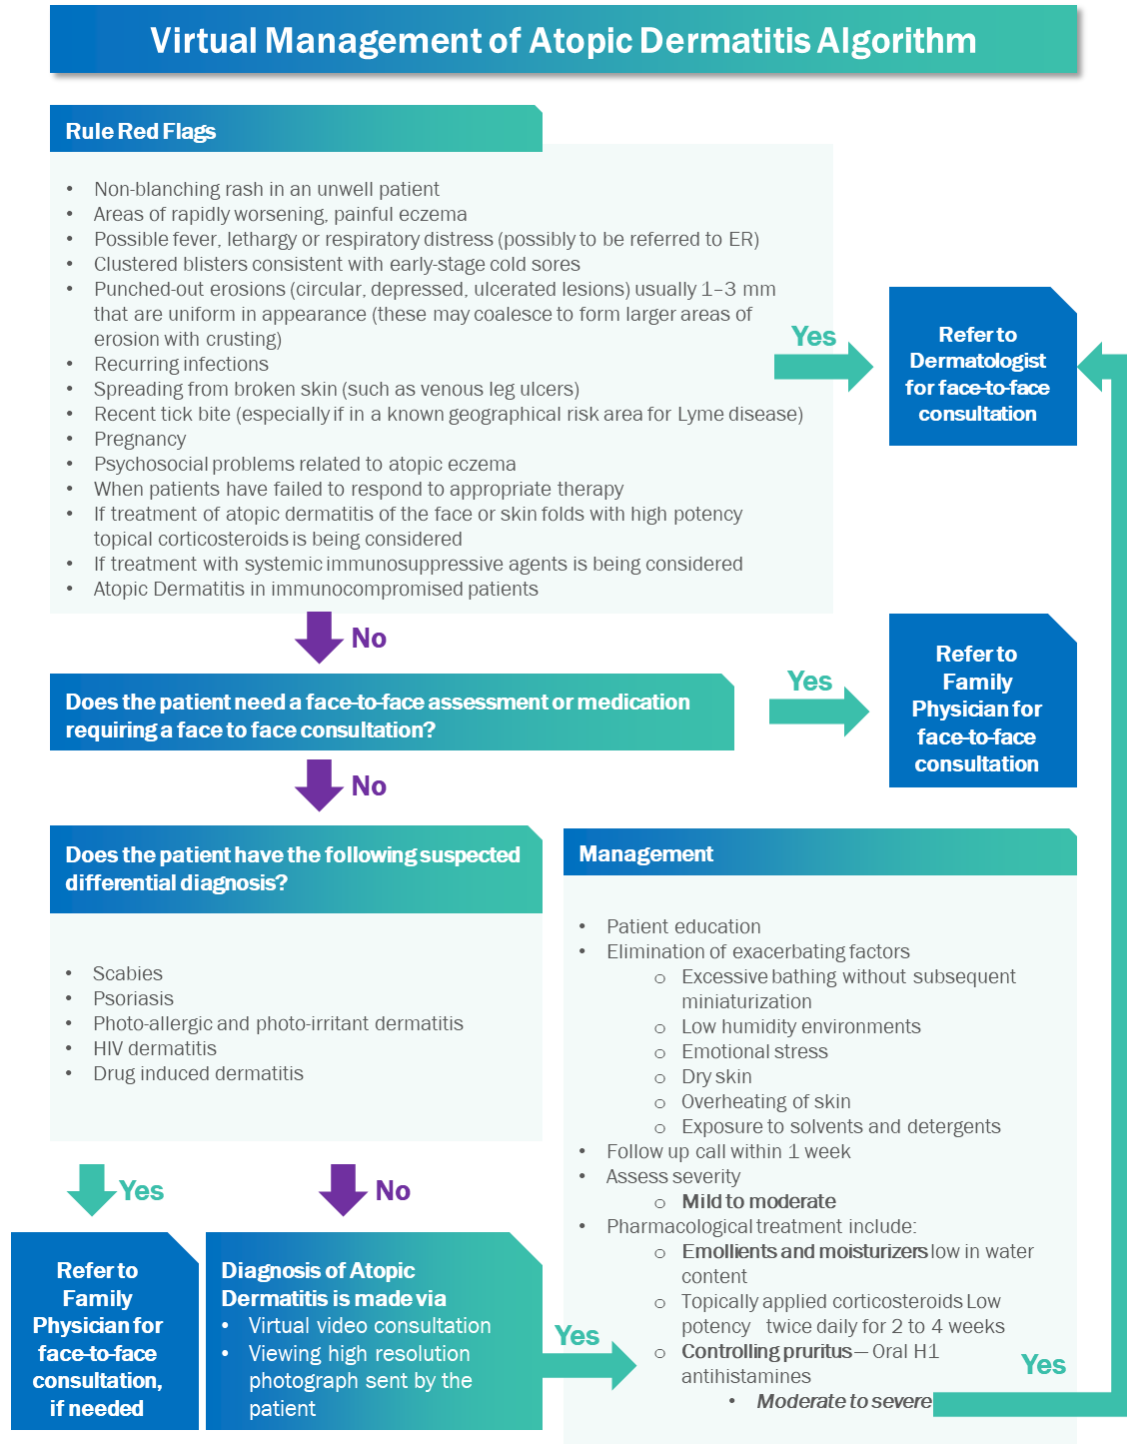 Virtual Management of Atopic Dermatitis Algorithm
Rule Red Flags
• Non-blanching rash in an unwell patient
• Areas of rapidly worsening, painful eczema
• Possible fever, lethargy or respiratory distress (possibly to be referred to ER)
• Clustered blisters consistent with early-stage cold sores
• Punched-out erosions (circular, depressed, ulcerated lesions) usually 1–3 mm
that are uniform in appearance (these may coalesce to form larger areas of
erosion with crusting)
• Recurring infections
• Spreading from broken skin (such as venous leg ulcers)
• Recent tick bite (especially if in a known geographical risk area for Lyme disease)
• Pregnancy
• Psychosocial problems related to atopic eczema
• When patients have failed to respond to appropriate therapy
• If treatment of atopic dermatitis of the face or skin folds with high potency
topical corticosteroids is being considered
• If treatment with systemic immunosuppressive agents is being considered
• Atopic Dermatitis in immunocompromised patients
Yes
Refer to
Dermatologist
for face-to-face
consultation
No
Does the patient need a face-to-face assessment or medication
requiring a face to face consultation?
Yes
Refer to
Family
Physician for
face-to-face
consultation
No
Does the patient have the following suspected
differential diagnosis?
• Scabies
• Psoriasis
• Photo-allergic and photo-irritant dermatitis
• HIV dermatitis
• Drug induced dermatitis
Yes
No
Refer to
Family
Physician for
face-to-face
consultation,
if needed
Diagnosis of Atopic
Dermatitis is made via
• Virtual video consultation
• Viewing high resolution
photograph sent by the
patient
Yes
Management
• Patient education
• Elimination of exacerbating factors
o Excessive bathing without subsequent
miniaturization
o Low humidity environments
o Emotional stress
o Dry skin
o Overheating of skin
o Exposure to solvents and detergents
• Follow up call within 1 week
• Assess severity
o Mild to moderate
• Pharmacological treatment include:
o Emollients and moisturizers low in water
content
o Topically applied corticosteroids Low
potency twice daily for 2 to 4 weeks
o Controlling pruritus – Oral H1
antihistamines
• Moderate to severe
Yes